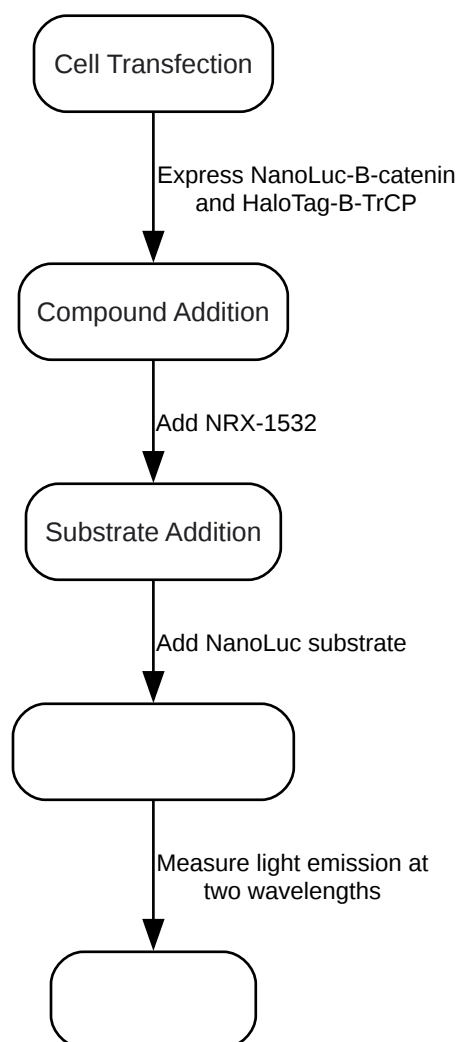 Cell Transfection
Express NanoLuc-B-catenin
and HaloTag-B-TrCP
Compound Addition
Add NRX-1532
Substrate Addition
Add NanoLuc substrate
Measure light emission at
two wavelengths